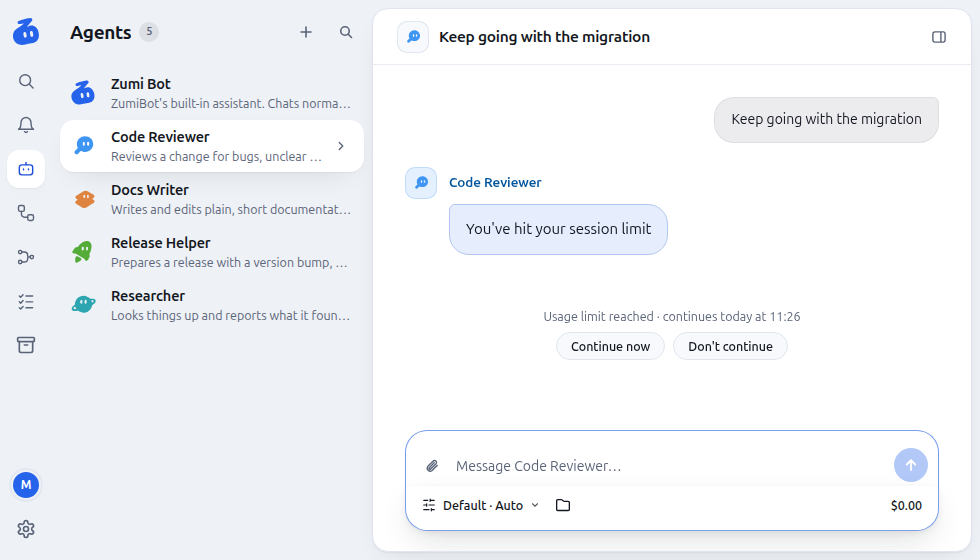 Agents 5
Zumi Bot
ZumiBot's built-in assistant. Chats norma…
Code Reviewer
Reviews a change for bugs, unclear …
Docs Writer
Writes and edits plain, short documentat…
Release Helper
Prepares a release with a version bump, …
Researcher
Looks things up and reports what it foun…
M
Keep going with the migration
Keep going with the migration
Code Reviewer
You've hit your session limit
Usage limit reached · continues today at 11:26
Continue now Don't continue
Message Code Reviewer…
Default · Auto $0.00